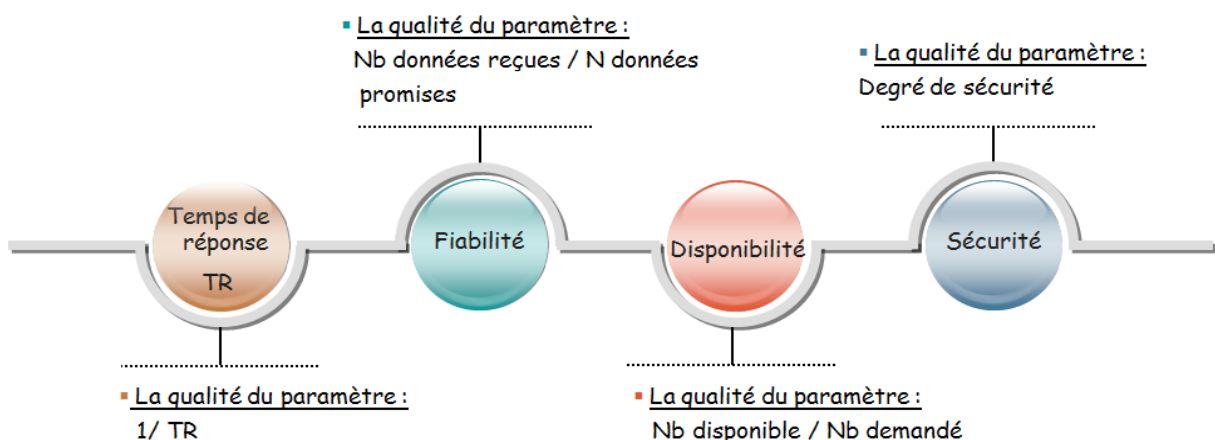 ▪ La qualité du paramètre :
Nb données reçues / N données
promises
▪ La qualité du paramètre :
Degré de sécurité
Temps de
réponse
TR
Fiabilité
Disponibilité
Sécurité
▪ La qualité du paramètre :
1/ TR
▪ La qualité du paramètre :
Nb disponible / Nb demandé